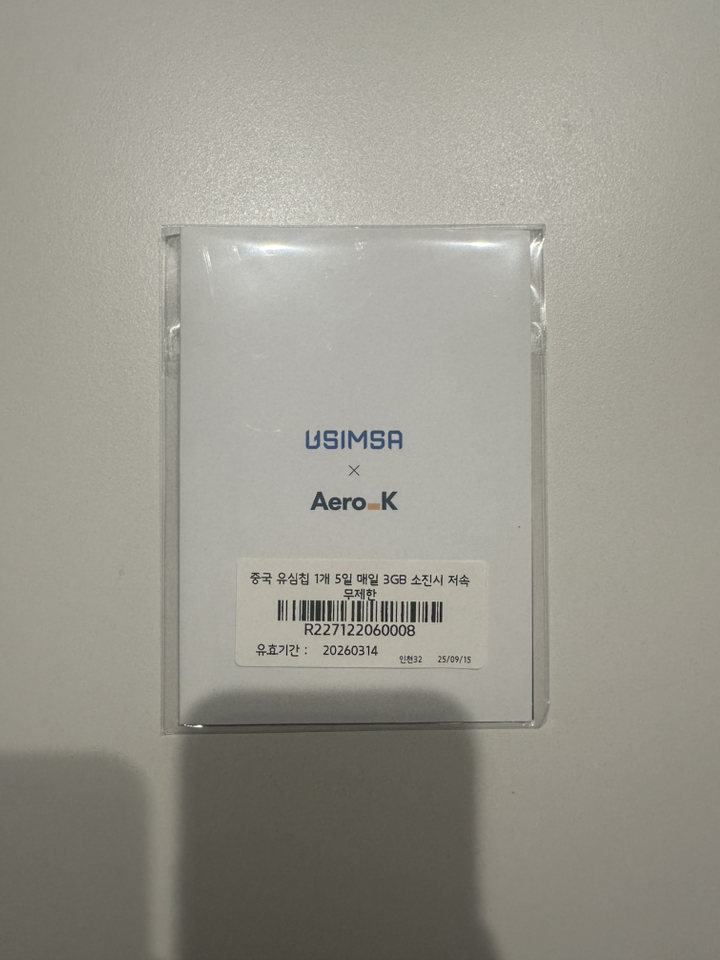 USIMSA
×
Aero_K
중국 유심칩 1개 5일 매일 3GB 소진시 저속
무제한
R227122060008
유효기간 : 20260314
인천32 25/09/15